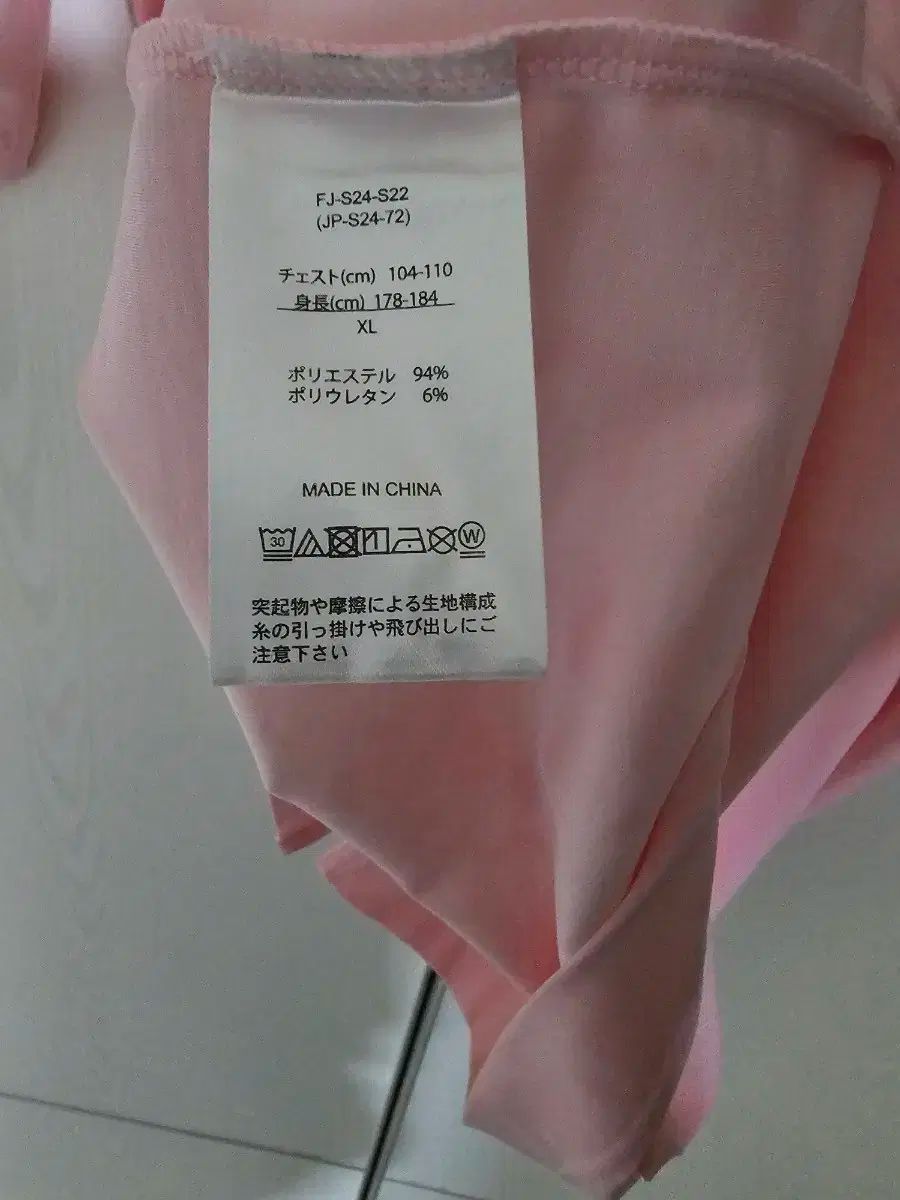 FJ-S24-S22
(JP-S24-72)
チェスト(cm) 104-110
身長(cm) 178-184
XL
ポリエステル 94%
ポリウレタン 6%
MADE IN CHINA
30 W
突起物や摩擦による生地構成
糸の引っ掛けや飛び出しにご
注意下さい